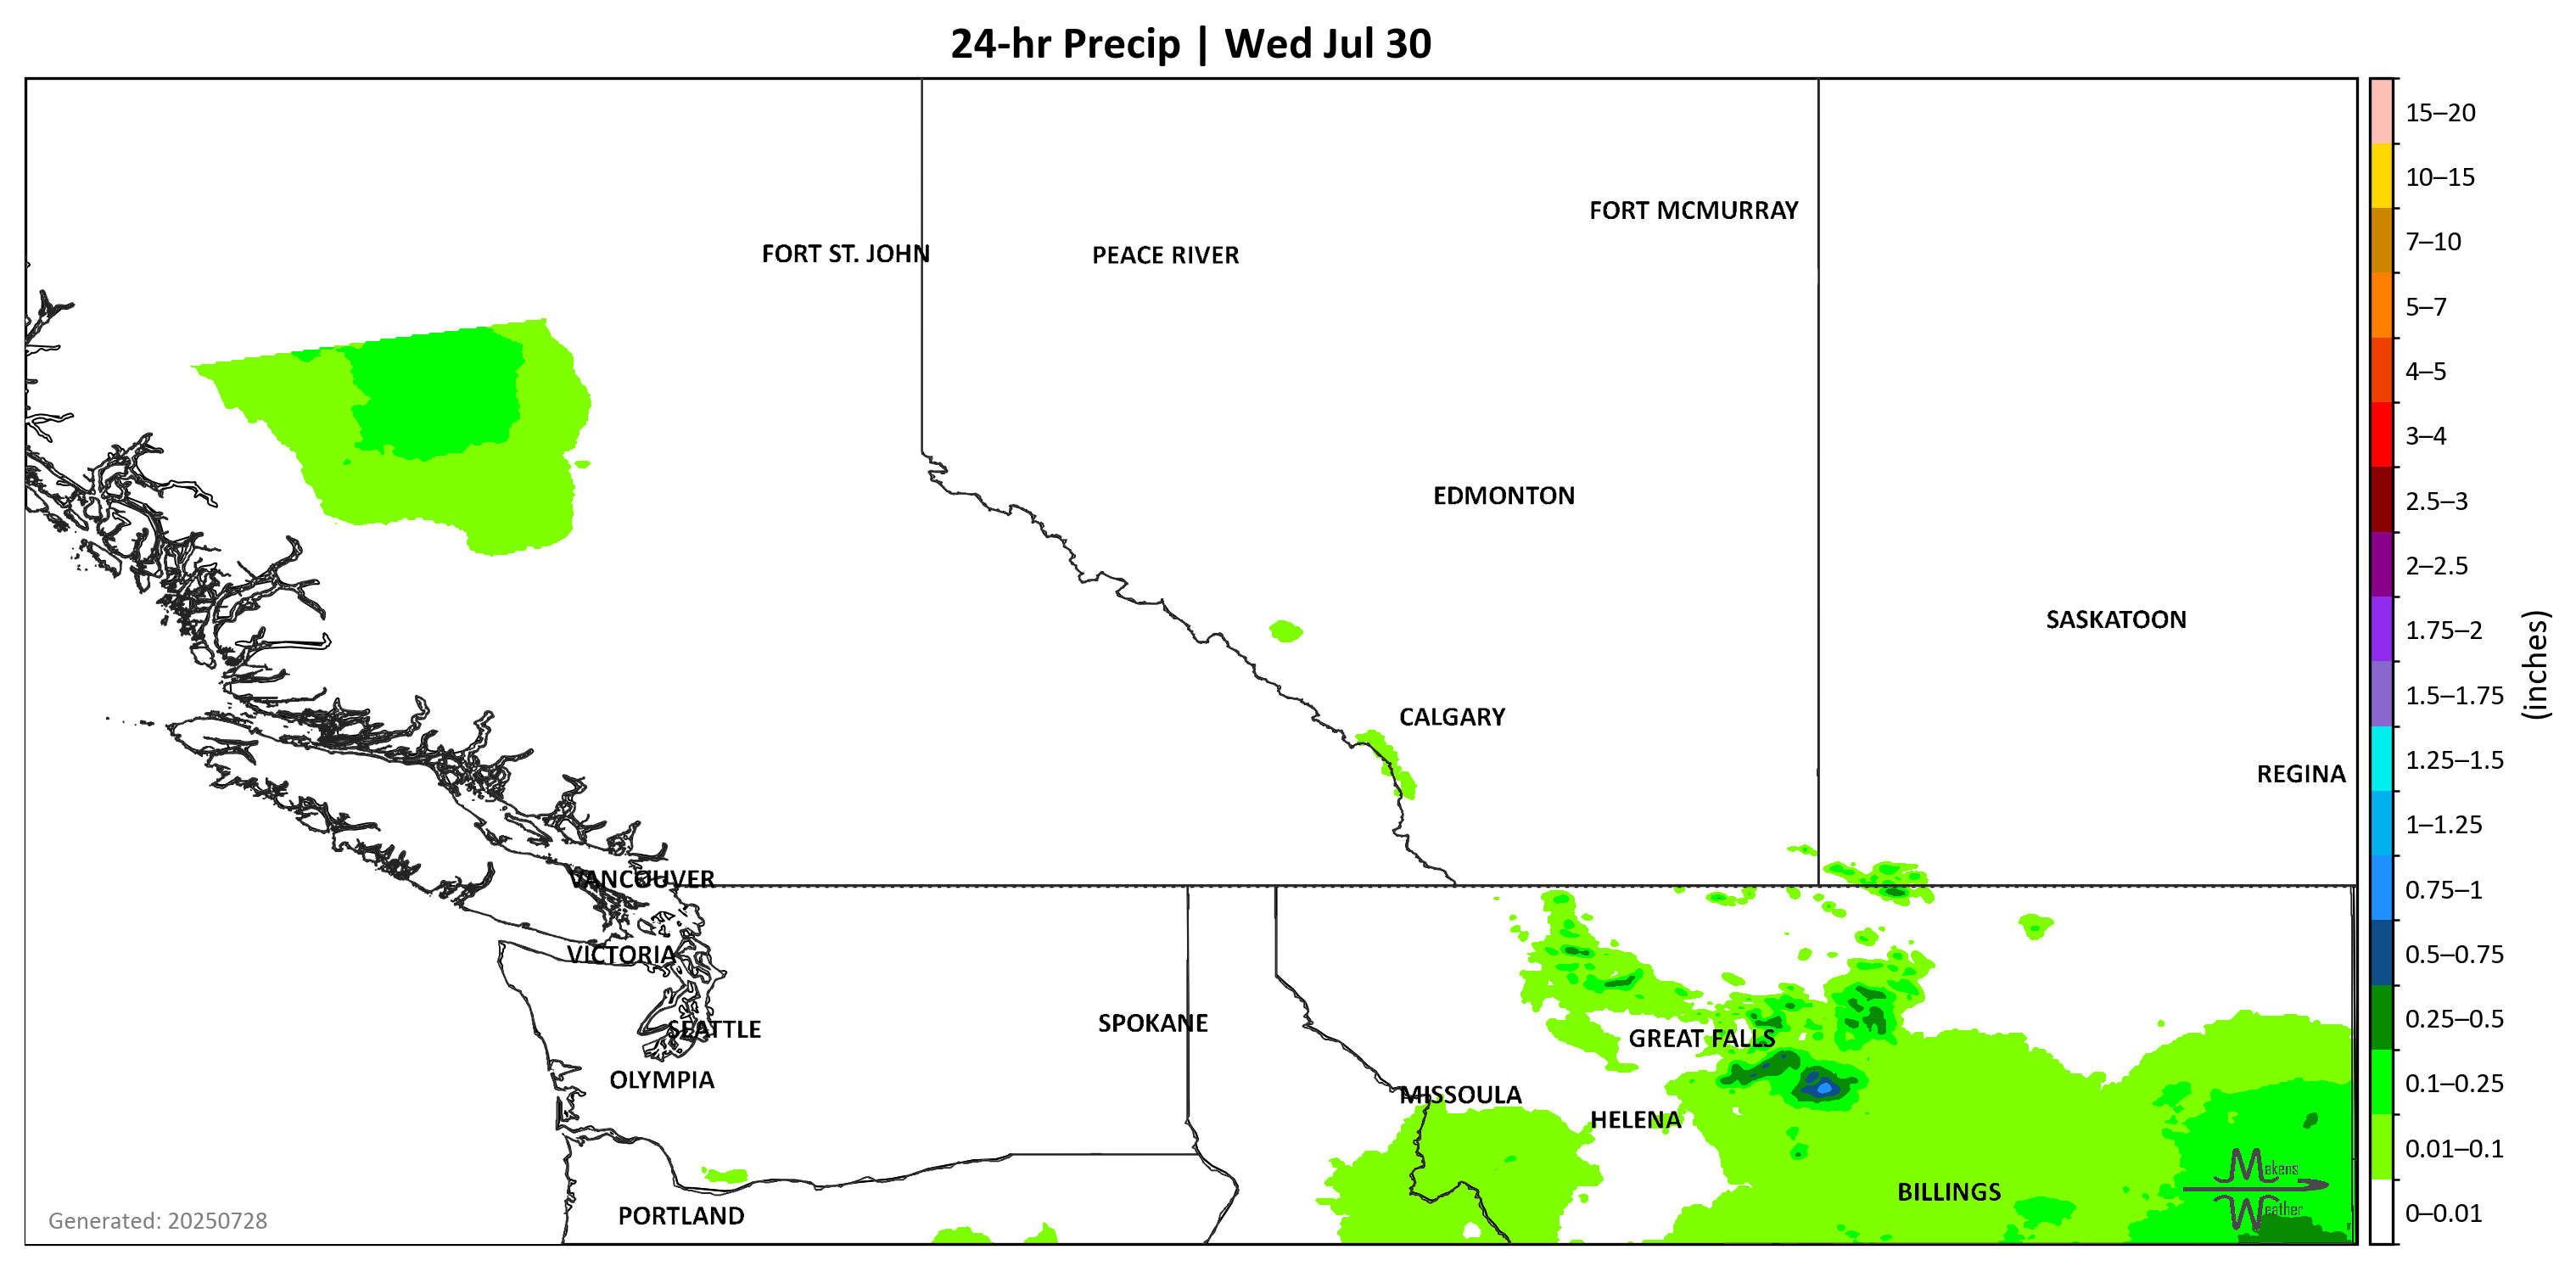 24-hr Precip | Wed Jul 30
FORT MCMURRAY
FORT ST. JOHN
PEACE RIVER
EDMONTON
SASKATOON
CALGARY
REGINA
VANCOUVER
VICTORIA
SPOKANE
SEATTLE
GREAT FALLS
OLYMPIA
MISSOULA
HELENA
BILLINGS
PORTLAND
Makens
Weather
Generated: 20250728
15–20
10–15
7–10
5–7
4–5
3–4
2.5–3
2–2.5
1.75–2
1.5–1.75
1.25–1.5
1–1.25
0.75–1
0.5–0.75
0.25–0.5
0.1–0.25
0.01–0.1
0–0.01
(inches)